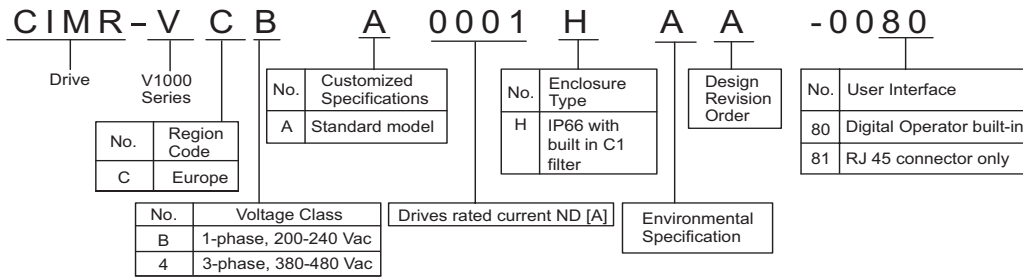 CIMR-V C B A 0001 H A A -0080
Drive
V1000
Series
No. Region
Code
C Europe
No. Voltage Class
B 1-phase, 200-240 Vac
4 3-phase, 380-480 Vac
No. Customized
Specifications
A Standard model
Drives rated current ND [A]
No. Enclosure
Type
H IP66 with
built in C1
filter
Environmental
Specification
Design
Revision
Order
No. User Interface
80 Digital Operator built-in
81 RJ 45 connector only